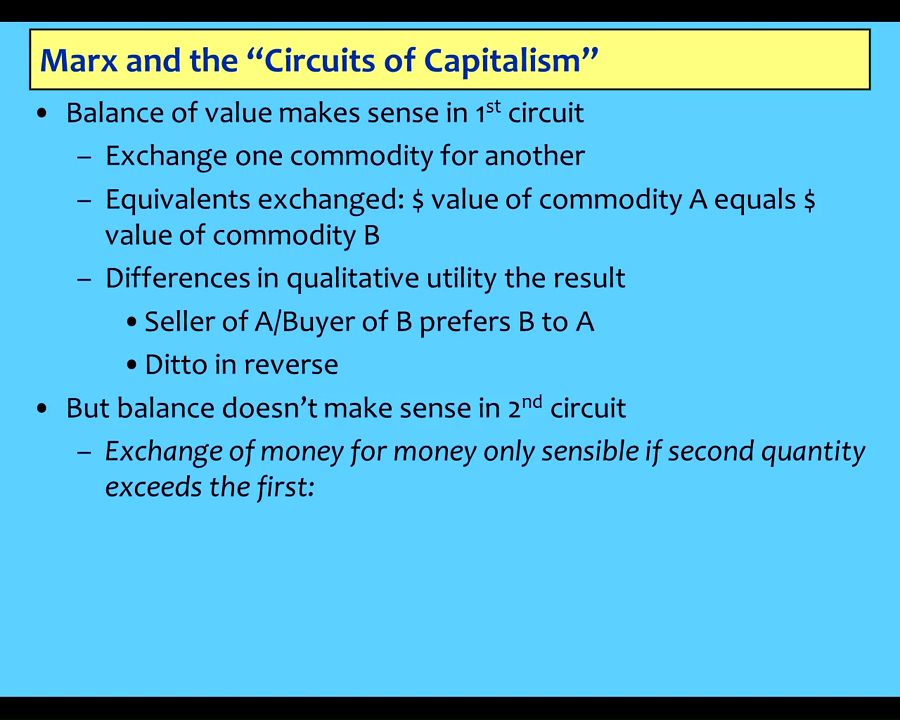 Marx and the “Circuits of Capitalism”
• Balance of value makes sense in 1st circuit
– Exchange one commodity for another
– Equivalents exchanged: $ value of commodity A equals $
value of commodity B
– Differences in qualitative utility the result
• Seller of A/Buyer of B prefers B to A
• Ditto in reverse
• But balance doesn’t make sense in 2nd circuit
– Exchange of money for money only sensible if second quantity
exceeds the first: